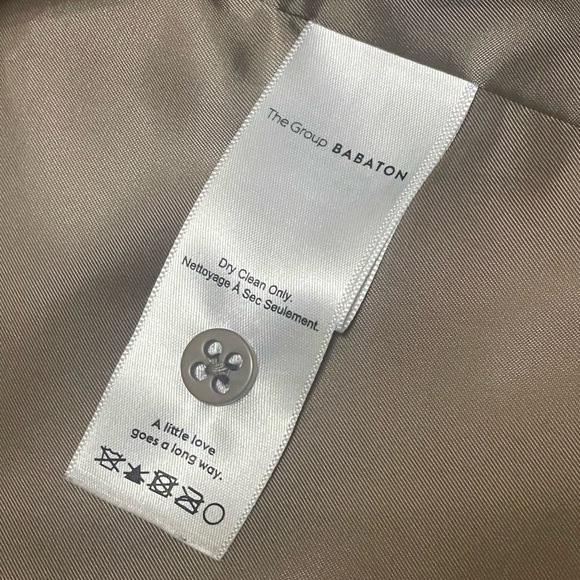 The Group BABATON
Dry Clean Only.
Nettoyage À Sec Seulement.
A little love
goes a long way.